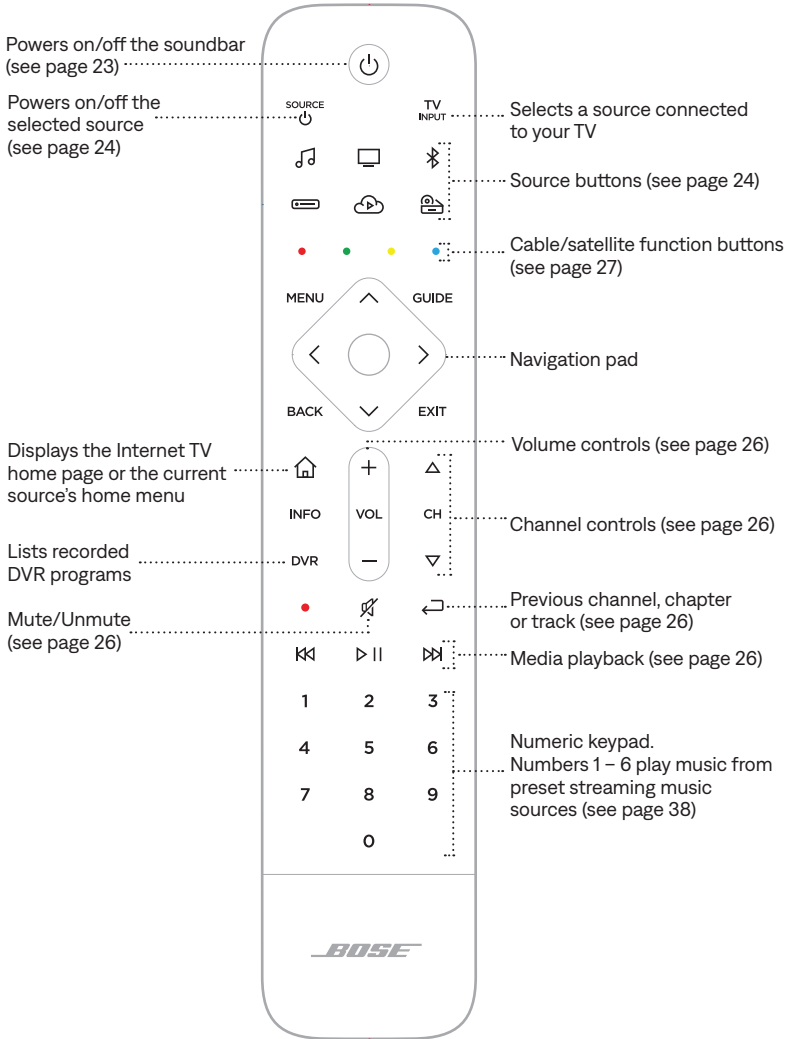 Powers on/off the soundbar
(see page 23)
Powers on/off the
selected source
(see page 24)
SOURCE
TV
INPUT
Selects a source connected
to your TV
Source buttons (see page 24)
Cable/satellite function buttons
(see page 27)
MENU
GUIDE
Navigation pad
BACK
EXIT
Volume controls (see page 26)
Displays the Internet TV
home page or the current
source's home menu
INFO
VOL
CH
Channel controls (see page 26)
Lists recorded
DVR programs
DVR
Mute/Unmute
(see page 26)
Previous channel, chapter
or track (see page 26)
Media playback (see page 26)
1 2 3
4 5 6
7 8 9
0
Numeric keypad.
Numbers 1 – 6 play music from
preset streaming music
sources (see page 38)
BOSE